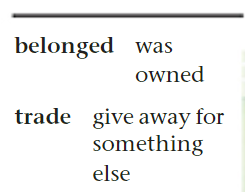 belonged was
owned
trade give away for
something
else